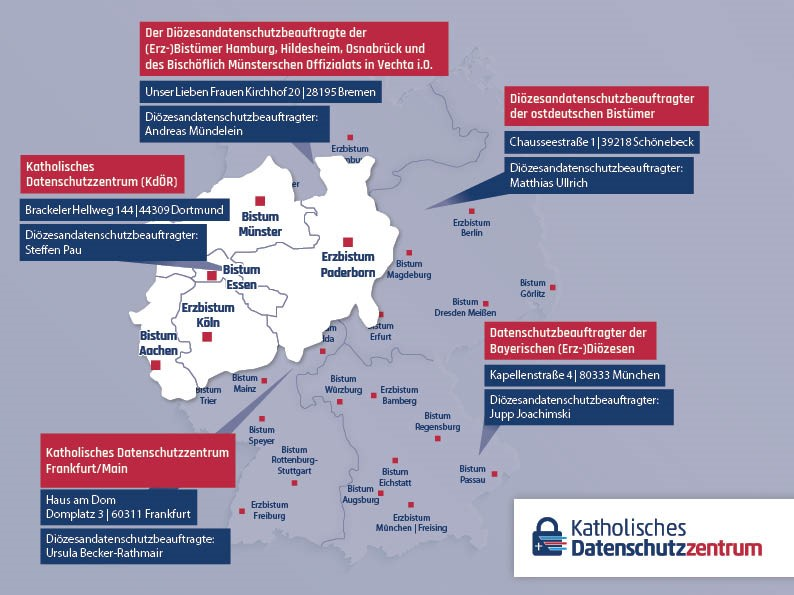 Der Diözesandatenschutzbeauftragte der
(Erz-)Bistümer Hamburg, Hildesheim, Osnabrück und
des Bischöflich Münsterschen Offizialats in Vechta i.O.
Unser Lieben Frauen Kirchhof 20 | 28195 Bremen
Diözesandatenschutzbeauftragter:
Andreas Mündelein
Diözesandatenschutzbeauftragter
der ostdeutschen Bistümer
Chausseestraße 1 | 39218 Schönebeck
Diözesandatenschutzbeauftragter:
Matthias Ullrich
Katholisches
Datenschutzzentrum (KdÖR)
Brackeler Hellweg 144 | 44309 Dortmund
Diözesandatenschutzbeauftragter:
Steffen Pau
Erzbistum
Bistum
Münster
Erzbistum
Paderborn
Bistum
Essen
Erzbistum
Köln
Bistum
Aachen
Erzbistum
Berlin
Bistum
Magdeburg
Bistum
Görlitz
Bistum
Dresden Meißen
Erfurt
Bistum
Trier
Bistum
Mainz
Bistum
Würzburg
Erzbistum
Bamberg
Bistum
Regensburg
Bistum
Speyer
Bistum
Rottenburg-
Stuttgart
Bistum
Eichstatt
Bistum
Passau
Bistum
Augsburg
Erzbistum
Freiburg
Erzbistum
München | Freising
Datenschutzbeauftragter der
Bayerischen (Erz-)Diözesen
Kapellenstraße 4 | 80333 München
Diözesandatenschutzbeauftragter:
Jupp Joachimski
Katholisches Datenschutzzentrum
Frankfurt/Main
Haus am Dom
Domplatz 3 | 60311 Frankfurt
Diözesandatenschutzbeauftragte:
Ursula Becker-Rathmair
Katholisches
Datenschutzzentrum